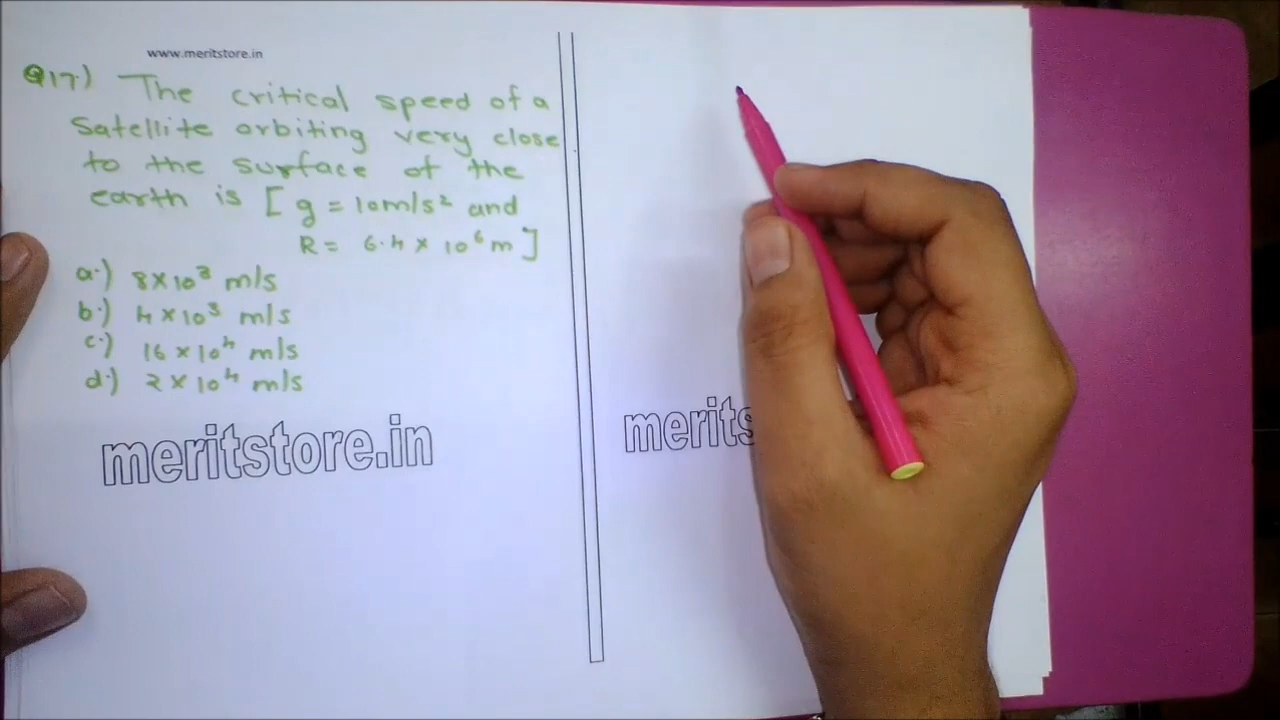 www.meritstore.in
Q17.) The critical speed of a
Satellite orbiting very close
to the surface of the
earth is [ g = 10m/s² and
R = 6.4 × 10⁶ m ]
a.) 8×10³ m/s
b.) 4×10³ m/s
c.) 16 × 10⁴ m/s
d.) 2 × 10⁴ m/s
meritstore.in
merits